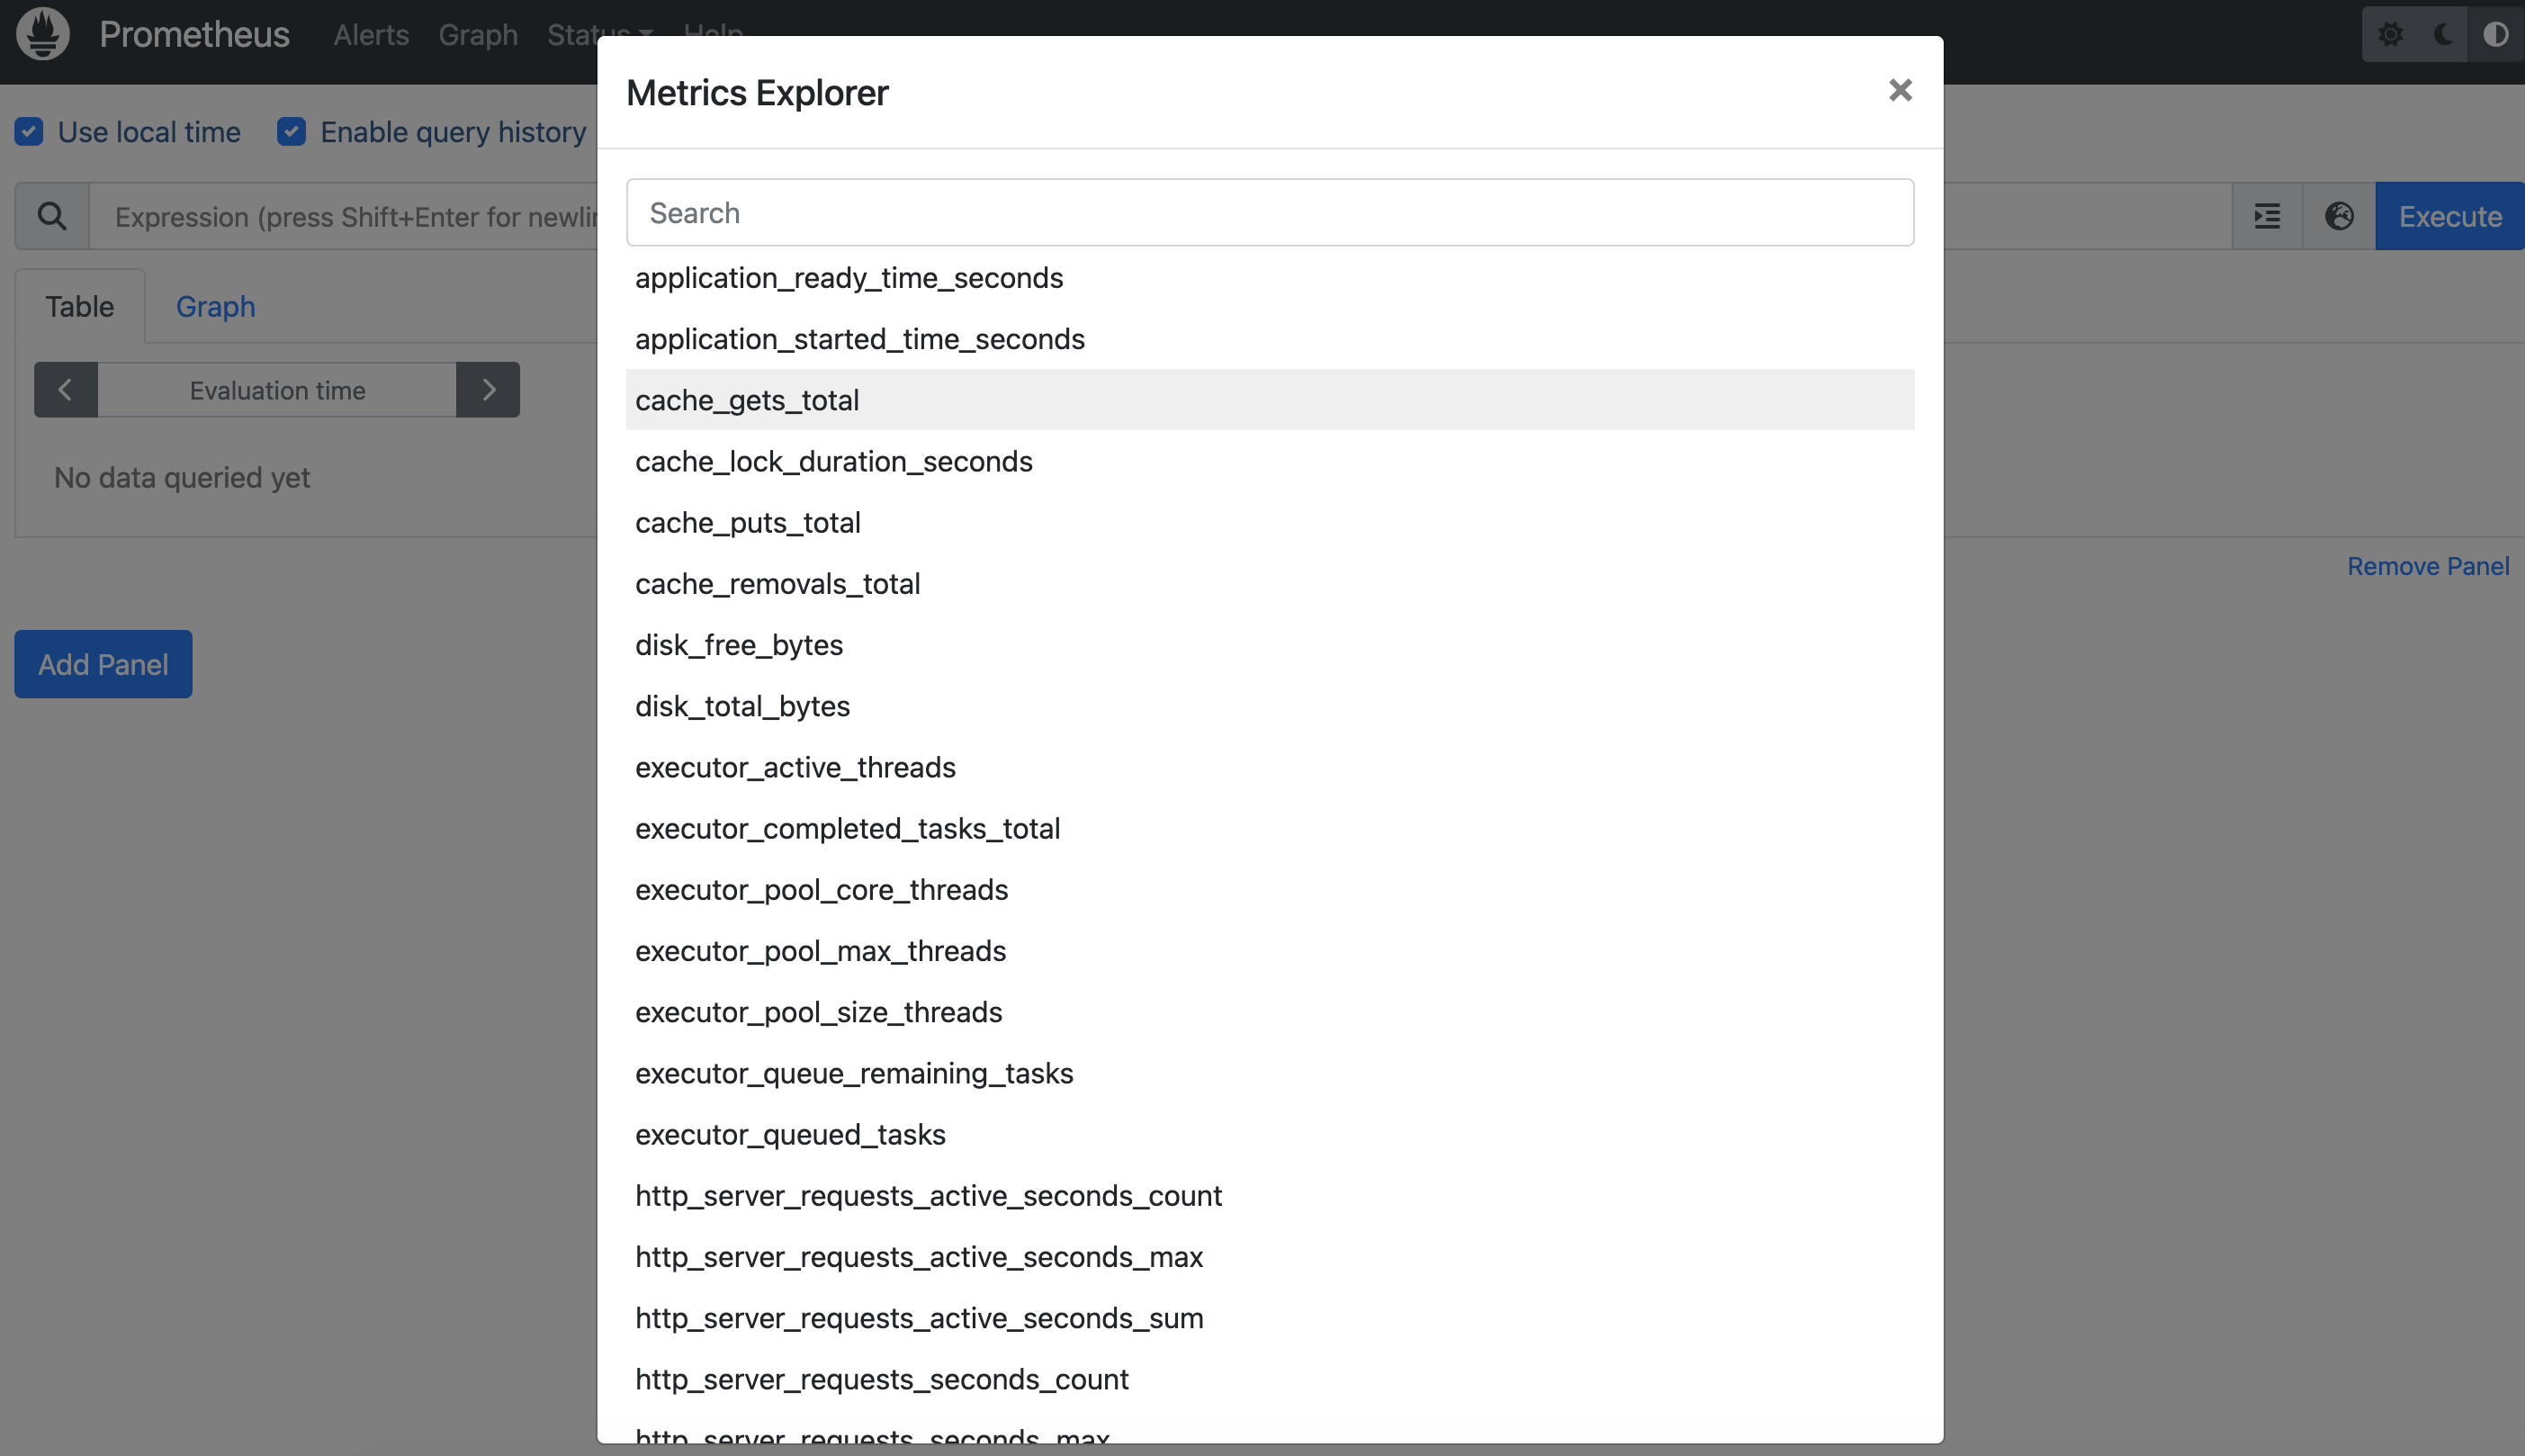 Prometheus Alerts Graph Status Help
Metrics Explorer
Use local time Enable query history
Search
Expression (press Shift+Enter for newlin
Execute
Table Graph
Evaluation time
No data queried yet
Remove Panel
Add Panel
application_ready_time_seconds
application_started_time_seconds
cache_gets_total
cache_lock_duration_seconds
cache_puts_total
cache_removals_total
disk_free_bytes
disk_total_bytes
executor_active_threads
executor_completed_tasks_total
executor_pool_core_threads
executor_pool_max_threads
executor_pool_size_threads
executor_queue_remaining_tasks
executor_queued_tasks
http_server_requests_active_seconds_count
http_server_requests_active_seconds_max
http_server_requests_active_seconds_sum
http_server_requests_seconds_count
http_server_requests_seconds_max